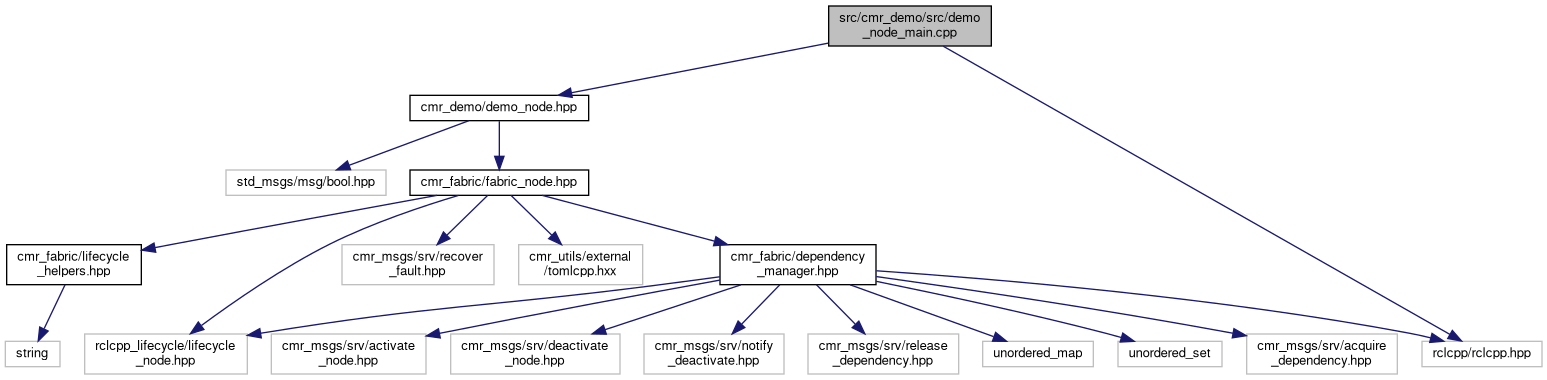 src/cmr_demo/src/demo
_node_main.cpp
cmr_demo/demo_node.hpp
std_msgs/msg/bool.hpp
cmr_fabric/fabric_node.hpp
cmr_fabric/lifecycle
_helpers.hpp
cmr_msgs/srv/recover
_fault.hpp
cmr_utils/external
/tomlcpp.hxx
cmr_fabric/dependency
_manager.hpp
string
rclcpp_lifecycle/lifecycle
_node.hpp
cmr_msgs/srv/activate
_node.hpp
cmr_msgs/srv/deactivate
_node.hpp
cmr_msgs/srv/notify
_deactivate.hpp
cmr_msgs/srv/release
_dependency.hpp
unordered_map
unordered_set
cmr_msgs/srv/acquire
_dependency.hpp
rclcpp/rclcpp.hpp